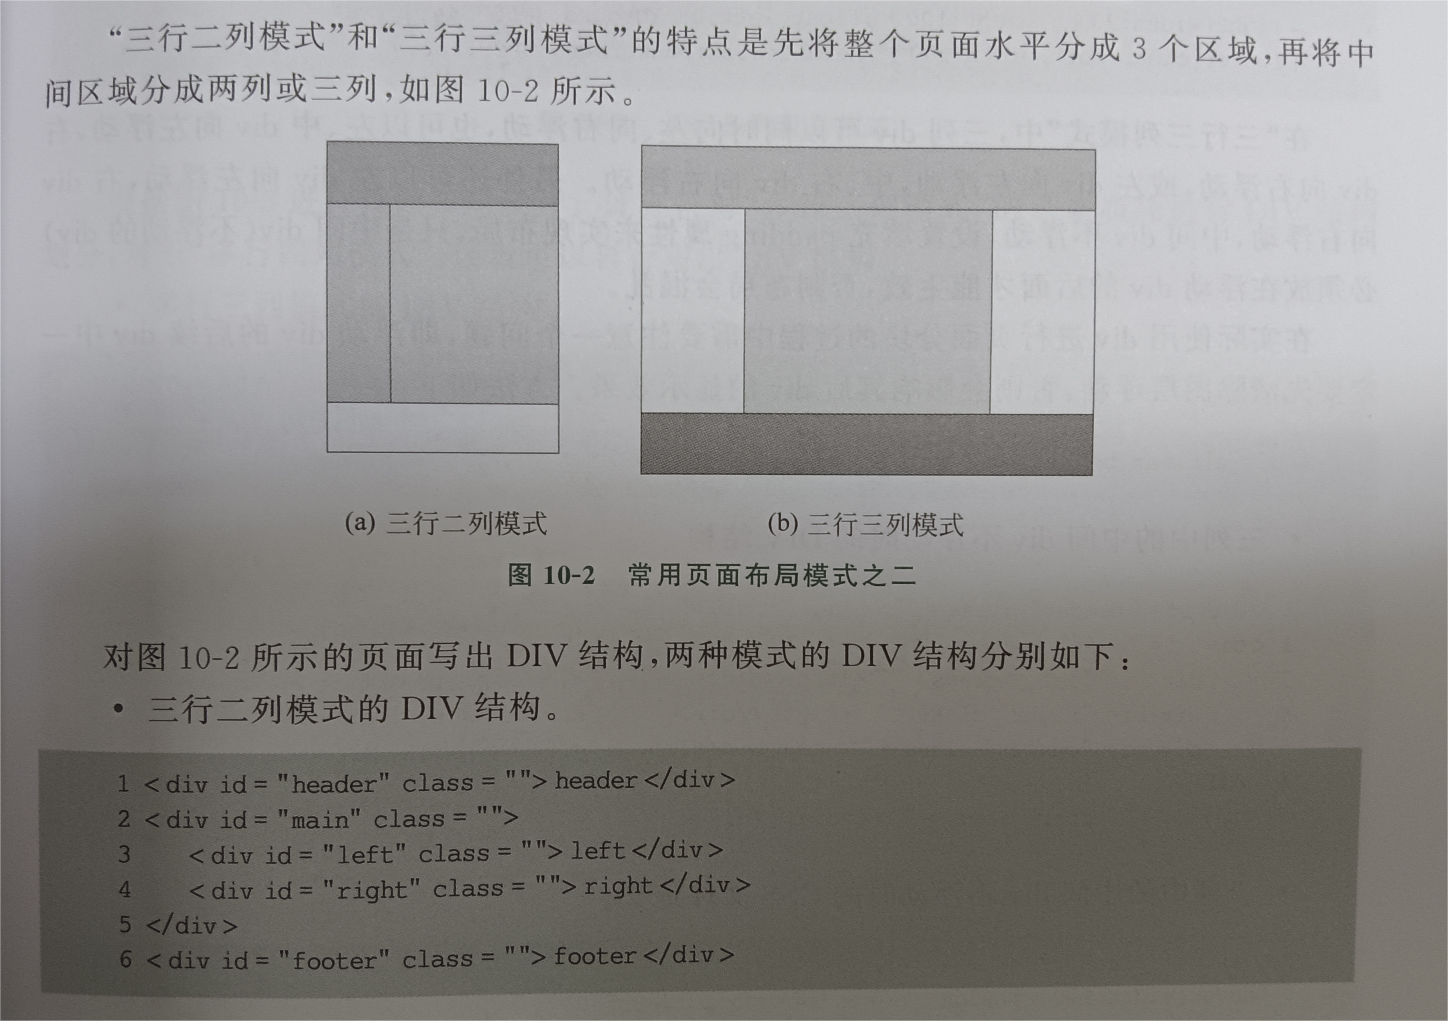 “三行二列模式”和“三行三列模式”的特点是先将整个页面水平分成 3 个区域,再将中
间区域分成两列或三列,如图 10-2 所示。
(a) 三行二列模式
(b) 三行三列模式
图 10-2 常用页面布局模式之二
对图 10-2 所示的页面写出 DIV 结构,两种模式的 DIV 结构分别如下:
• 三行二列模式的 DIV 结构。
1 <div id = "header" class = ""> header </div>
2 <div id = "main" class = "">
3 <div id = "left" class = ""> left </div>
4 <div id = "right" class = ""> right </div>
5 </div>
6 <div id = "footer" class = ""> footer </div>